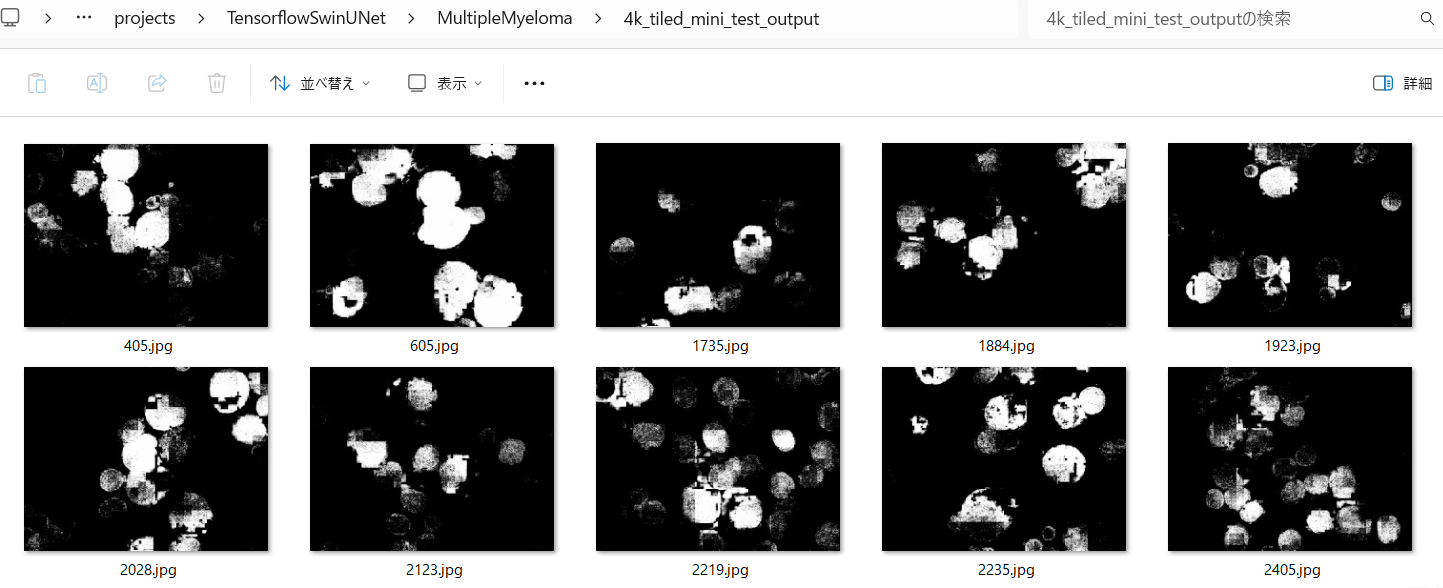 projects > TensorflowSwinUNet > MultipleMyeloma > 4k_tiled_mini_test_output
4k_tiled_mini_test_outputの検索
並べ替え
表示
詳細
405.jpg
605.jpg
1735.jpg
1884.jpg
1923.jpg
2028.jpg
2123.jpg
2219.jpg
2235.jpg
2405.jpg